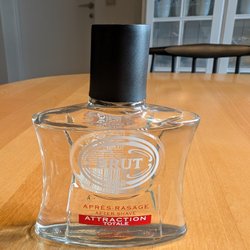 BRUT
APRÈS-RASAGE
AFTER SHAVE
ATTRACTION
TOTALE